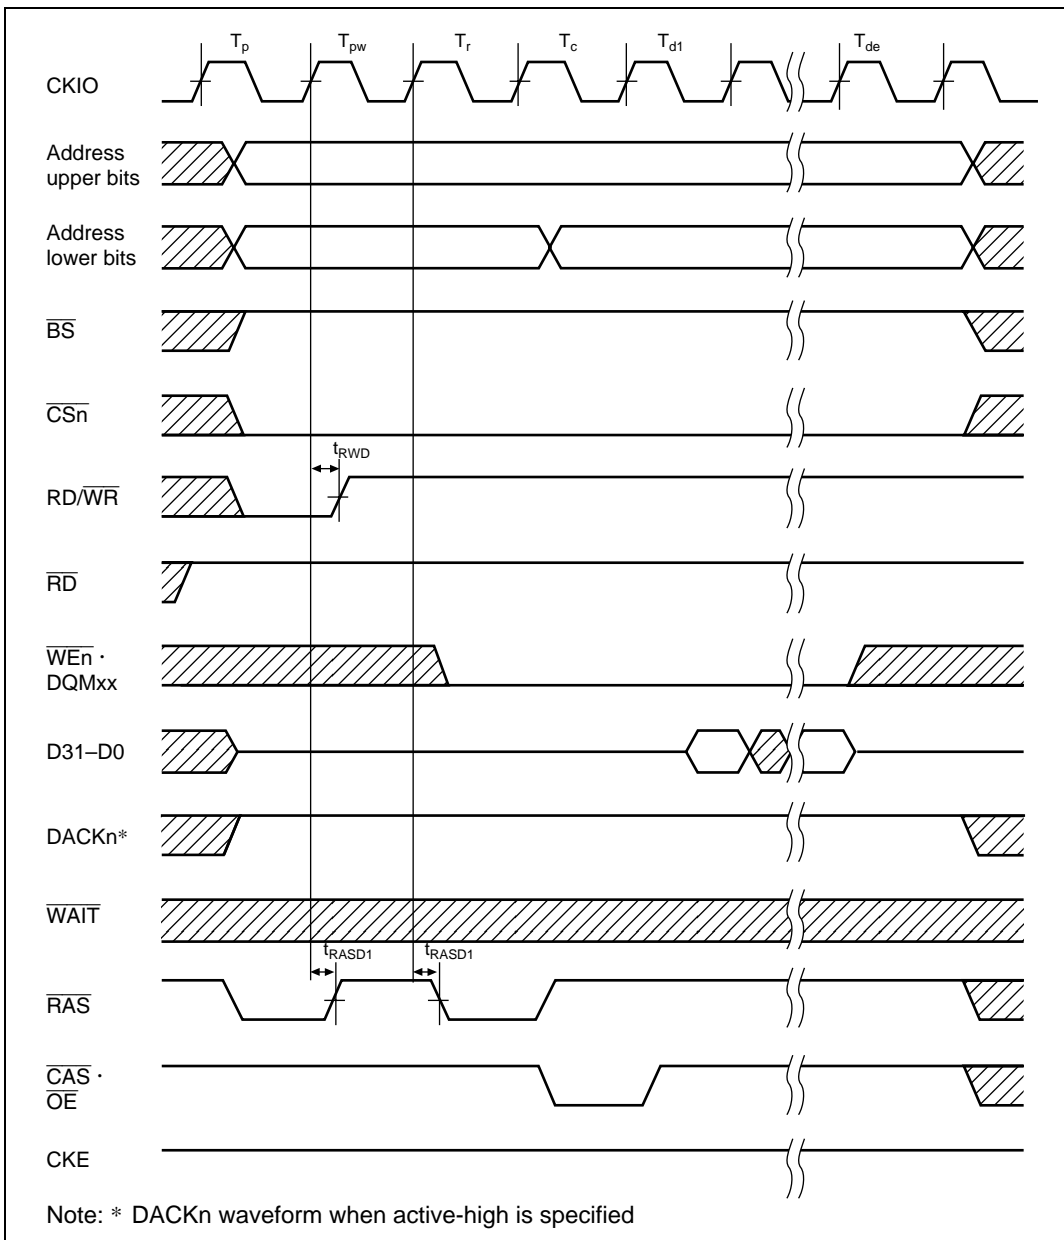 Tp Tpw Tr Tc Td1 Tde
CKIO
Address
upper bits
Address
lower bits
BS
CSn
tRWD
RD/WR
RD
WEn ·
DQMxx
D31–D0
DACKn*
WAIT
tRASD1 tRASD1
RAS
CAS ·
OE
CKE
Note: * DACKn waveform when active-high is specified